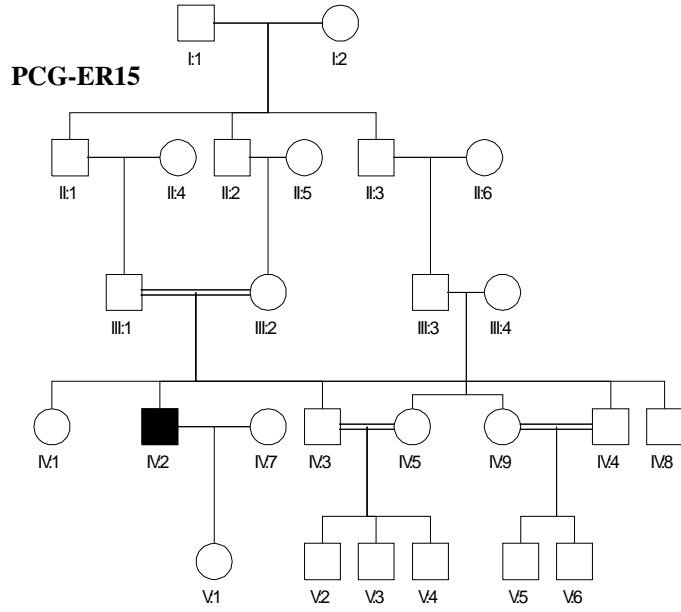 I:1 I:2
PCG-ER15
II:1 II:4 II:2 II:5 II:3 II:6
III:1 III:2 III:3 III:4
IV:1 IV:2 IV:7 IV:3 IV:5 IV:9 IV:4 IV:8
V:1 V:2 V:3 V:4 V:5 V:6